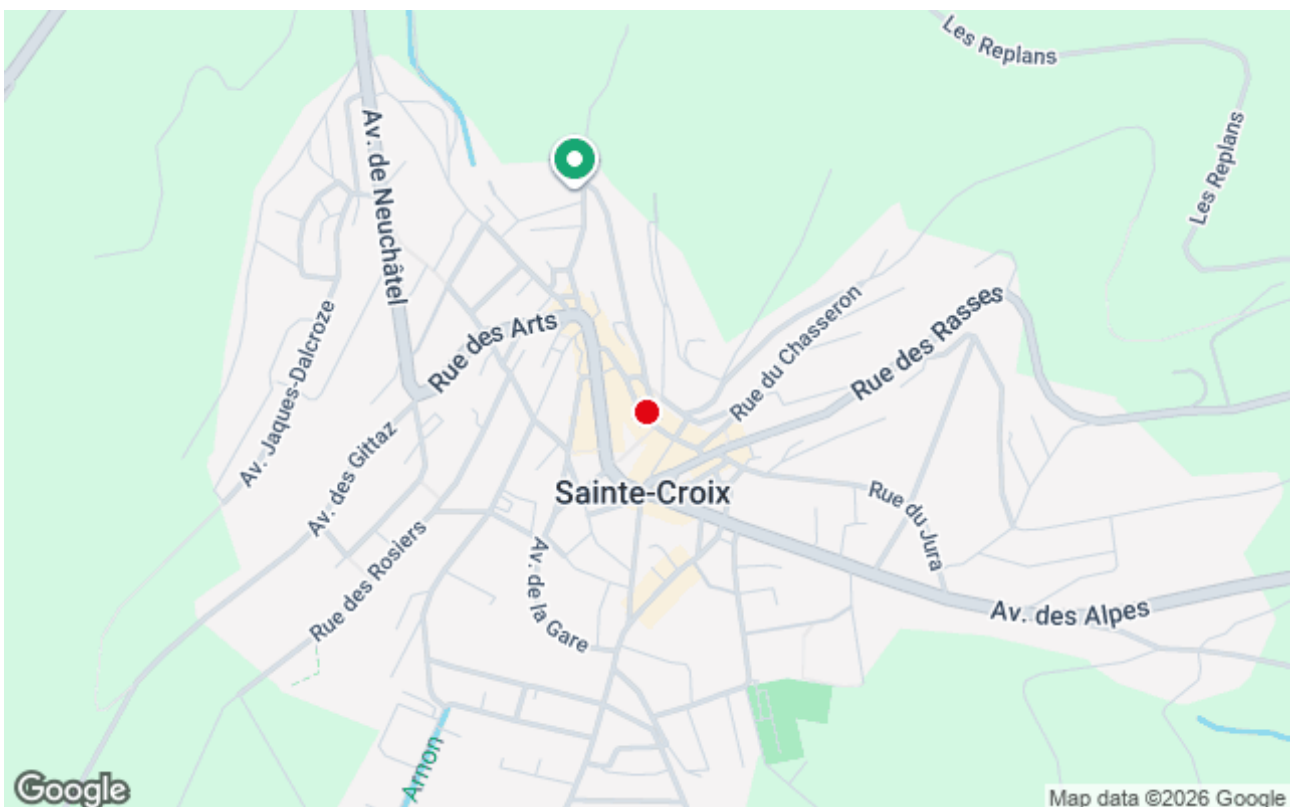 Les Replans
Les Replans
Av. de Neuchâtel
Rue des Arts
Rue du Chasseron
Rue des Rasses
Av. Jaques-Dalcroze
Av. des Gittaz
Sainte-Croix
Rue du Jura
Rue des Rosiers
Av. de la Gare
Av. des Alpes
Arnon
Google
Map data ©2026 Google